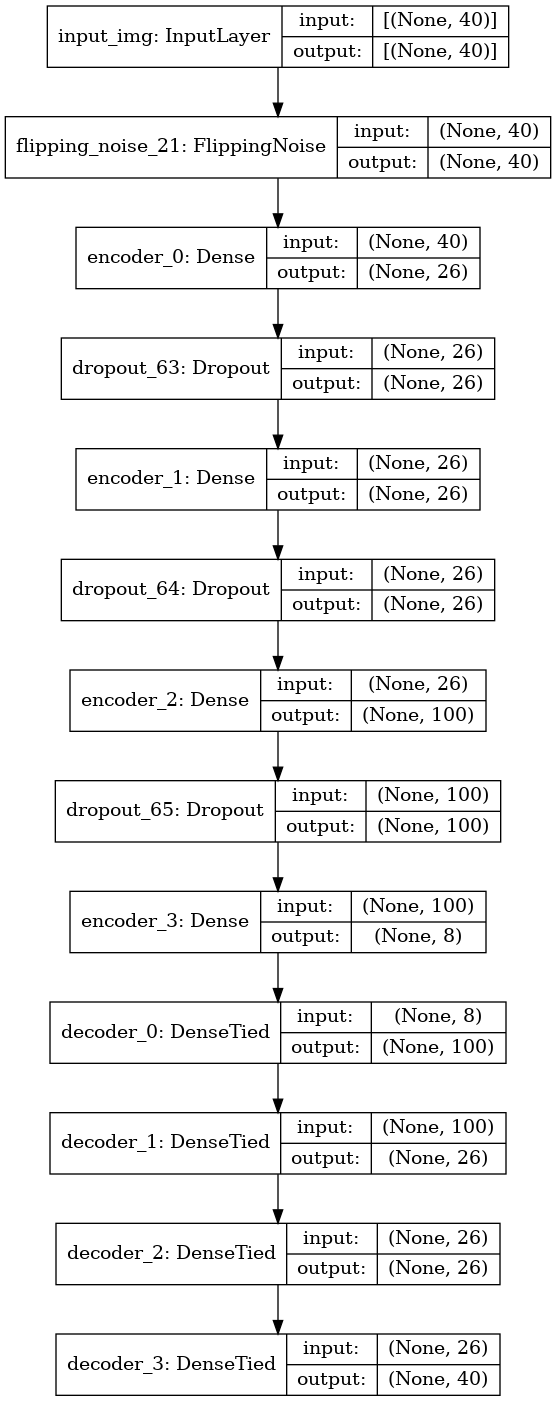 input_img: InputLayer input: [(None, 40)]
output: [(None, 40)]
flipping_noise_21: FlippingNoise input: (None, 40)
output: (None, 40)
encoder_0: Dense input: (None, 40)
output: (None, 26)
dropout_63: Dropout input: (None, 26)
output: (None, 26)
encoder_1: Dense input: (None, 26)
output: (None, 26)
dropout_64: Dropout input: (None, 26)
output: (None, 26)
encoder_2: Dense input: (None, 26)
output: (None, 100)
dropout_65: Dropout input: (None, 100)
output: (None, 100)
encoder_3: Dense input: (None, 100)
output: (None, 8)
decoder_0: DenseTied input: (None, 8)
output: (None, 100)
decoder_1: DenseTied input: (None, 100)
output: (None, 26)
decoder_2: DenseTied input: (None, 26)
output: (None, 26)
decoder_3: DenseTied input: (None, 26)
output: (None, 40)